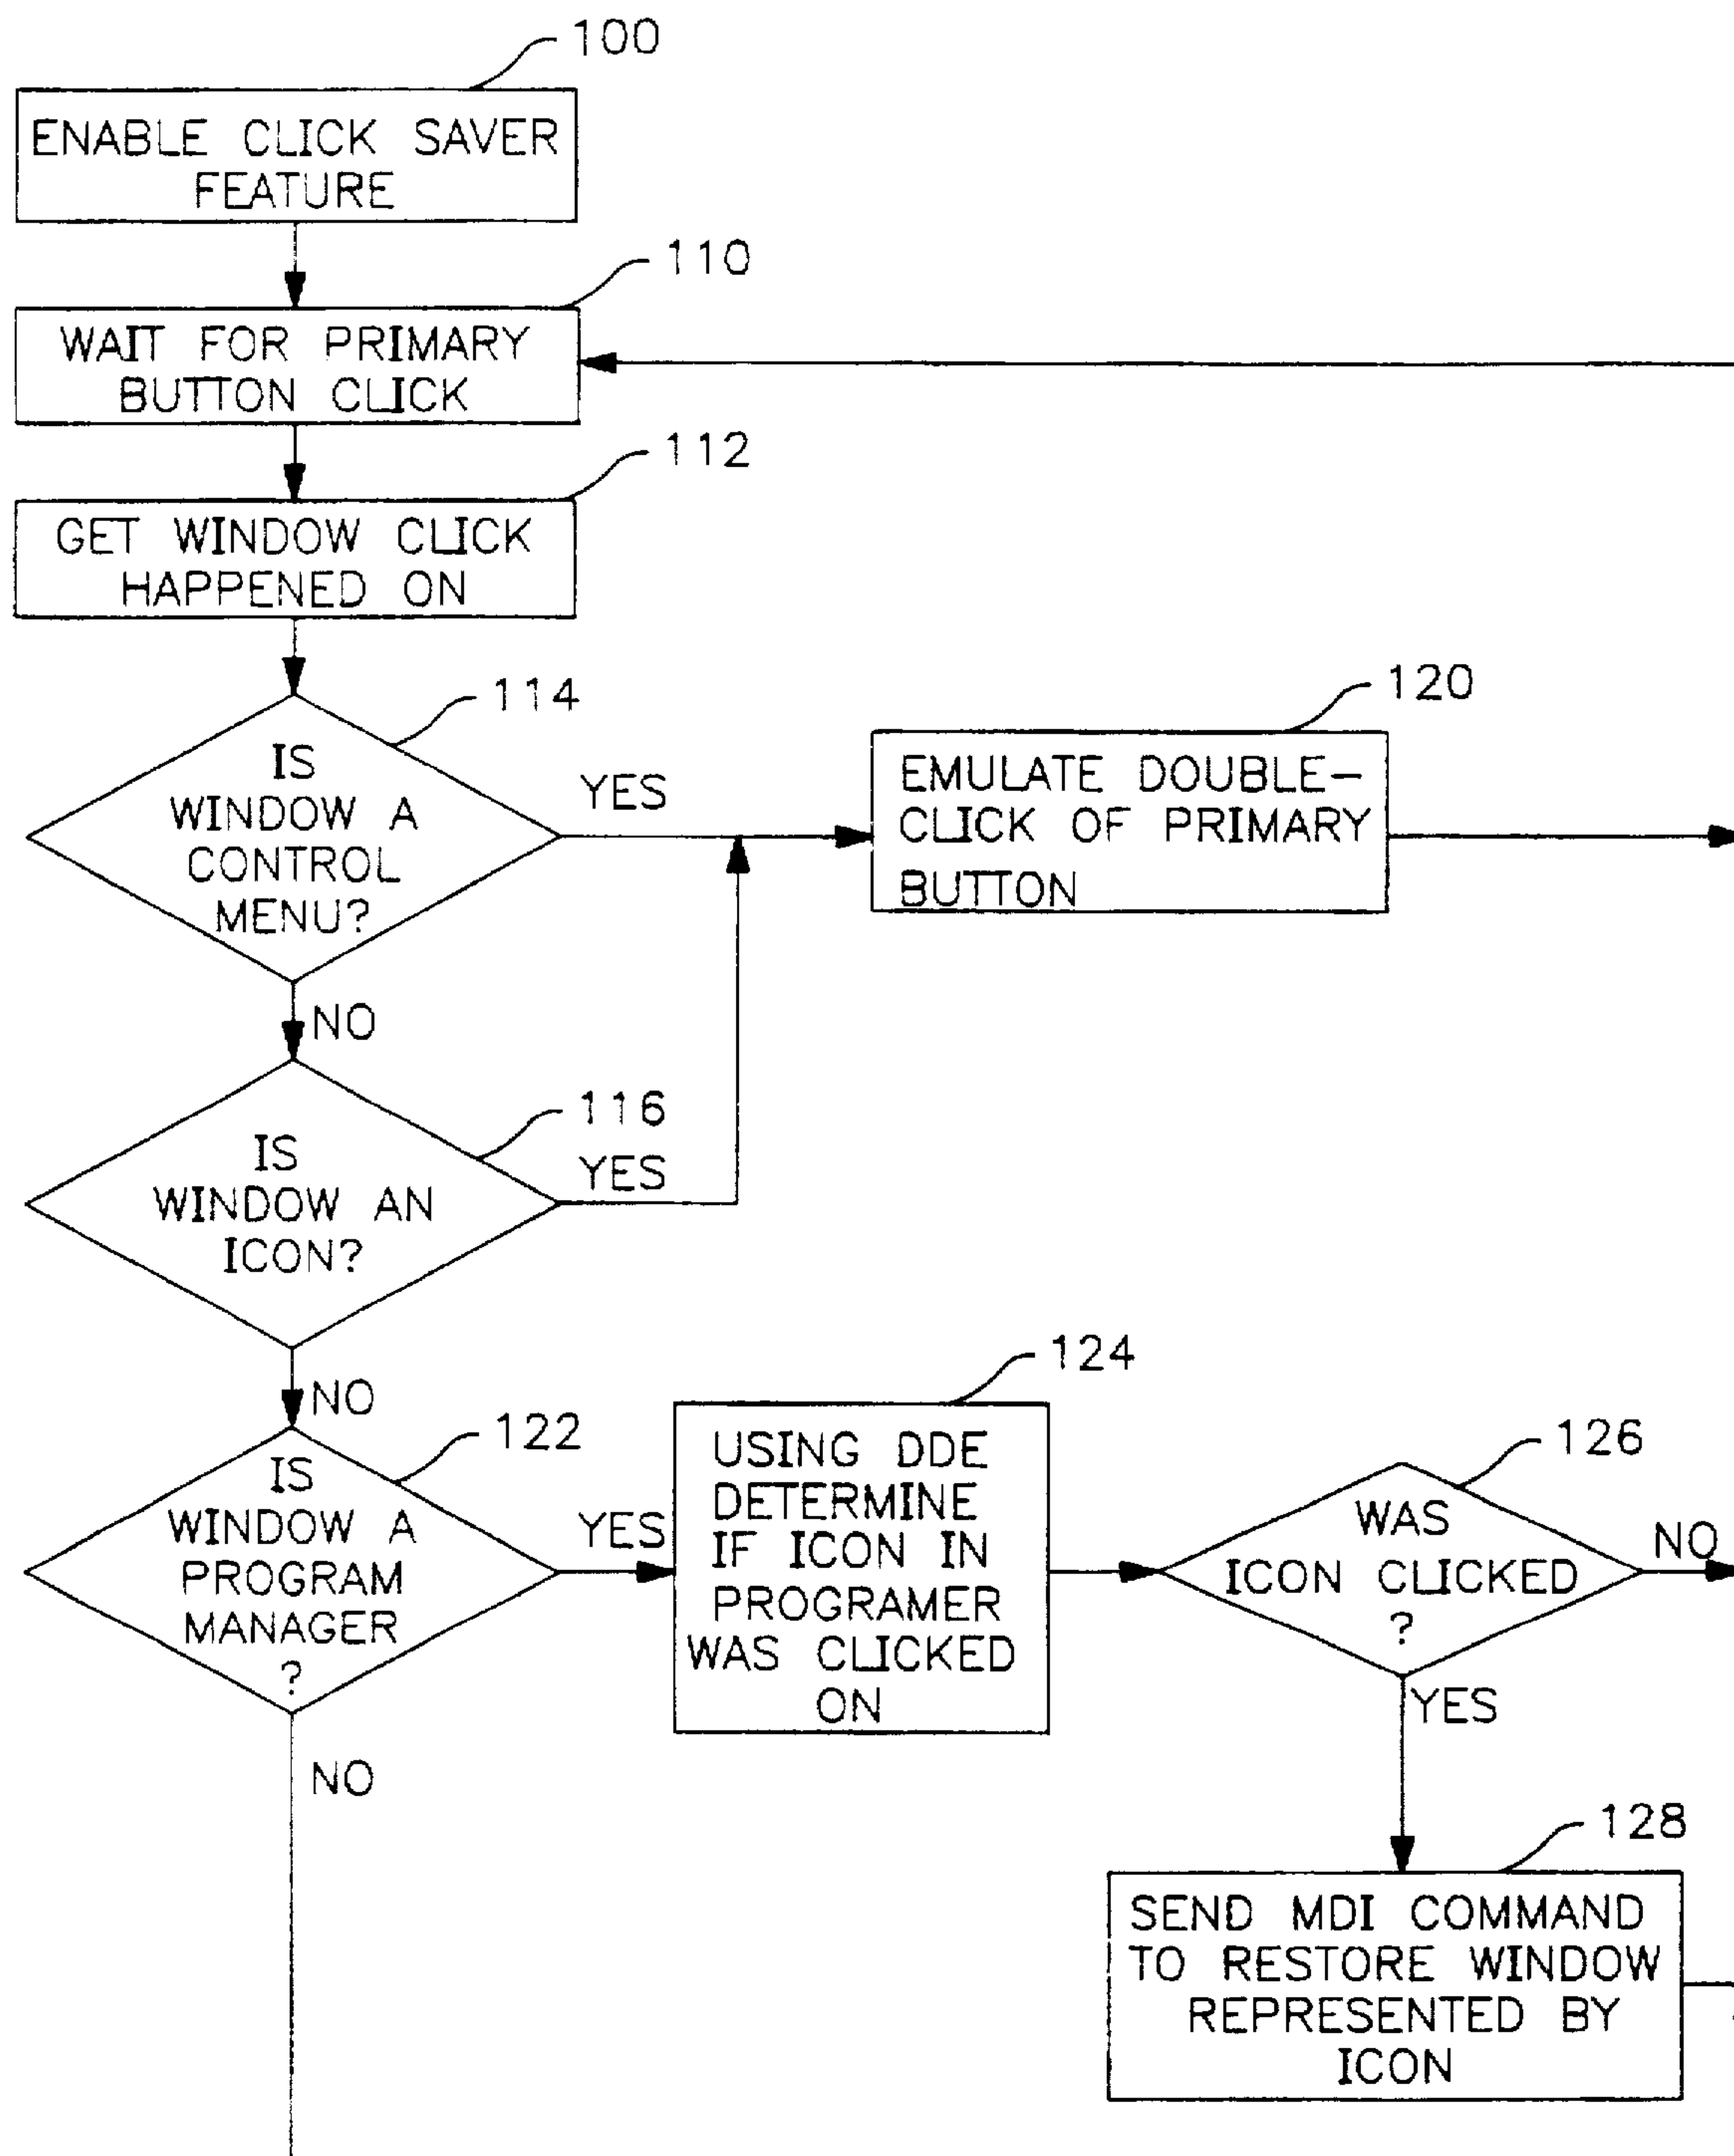 100
ENABLE CLICK SAVER
FEATURE
110
WAIT FOR PRIMARY
BUTTON CLICK
112
GET WINDOW CLICK
HAPPENED ON
114
IS
WINDOW A
CONTROL
MENU?
YES
120
EMULATE DOUBLE-
CLICK OF PRIMARY
BUTTON
NO
116
IS
WINDOW AN
ICON?
YES
NO
122
IS
WINDOW A
PROGRAM
MANAGER
?
YES
124
USING DDE
DETERMINE
IF ICON IN
PROGRAMER
WAS CLICKED
ON
126
WAS
ICON CLICKED
?
NO
YES
NO
128
SEND MDI COMMAND
TO RESTORE WINDOW
REPRESENTED BY
ICON